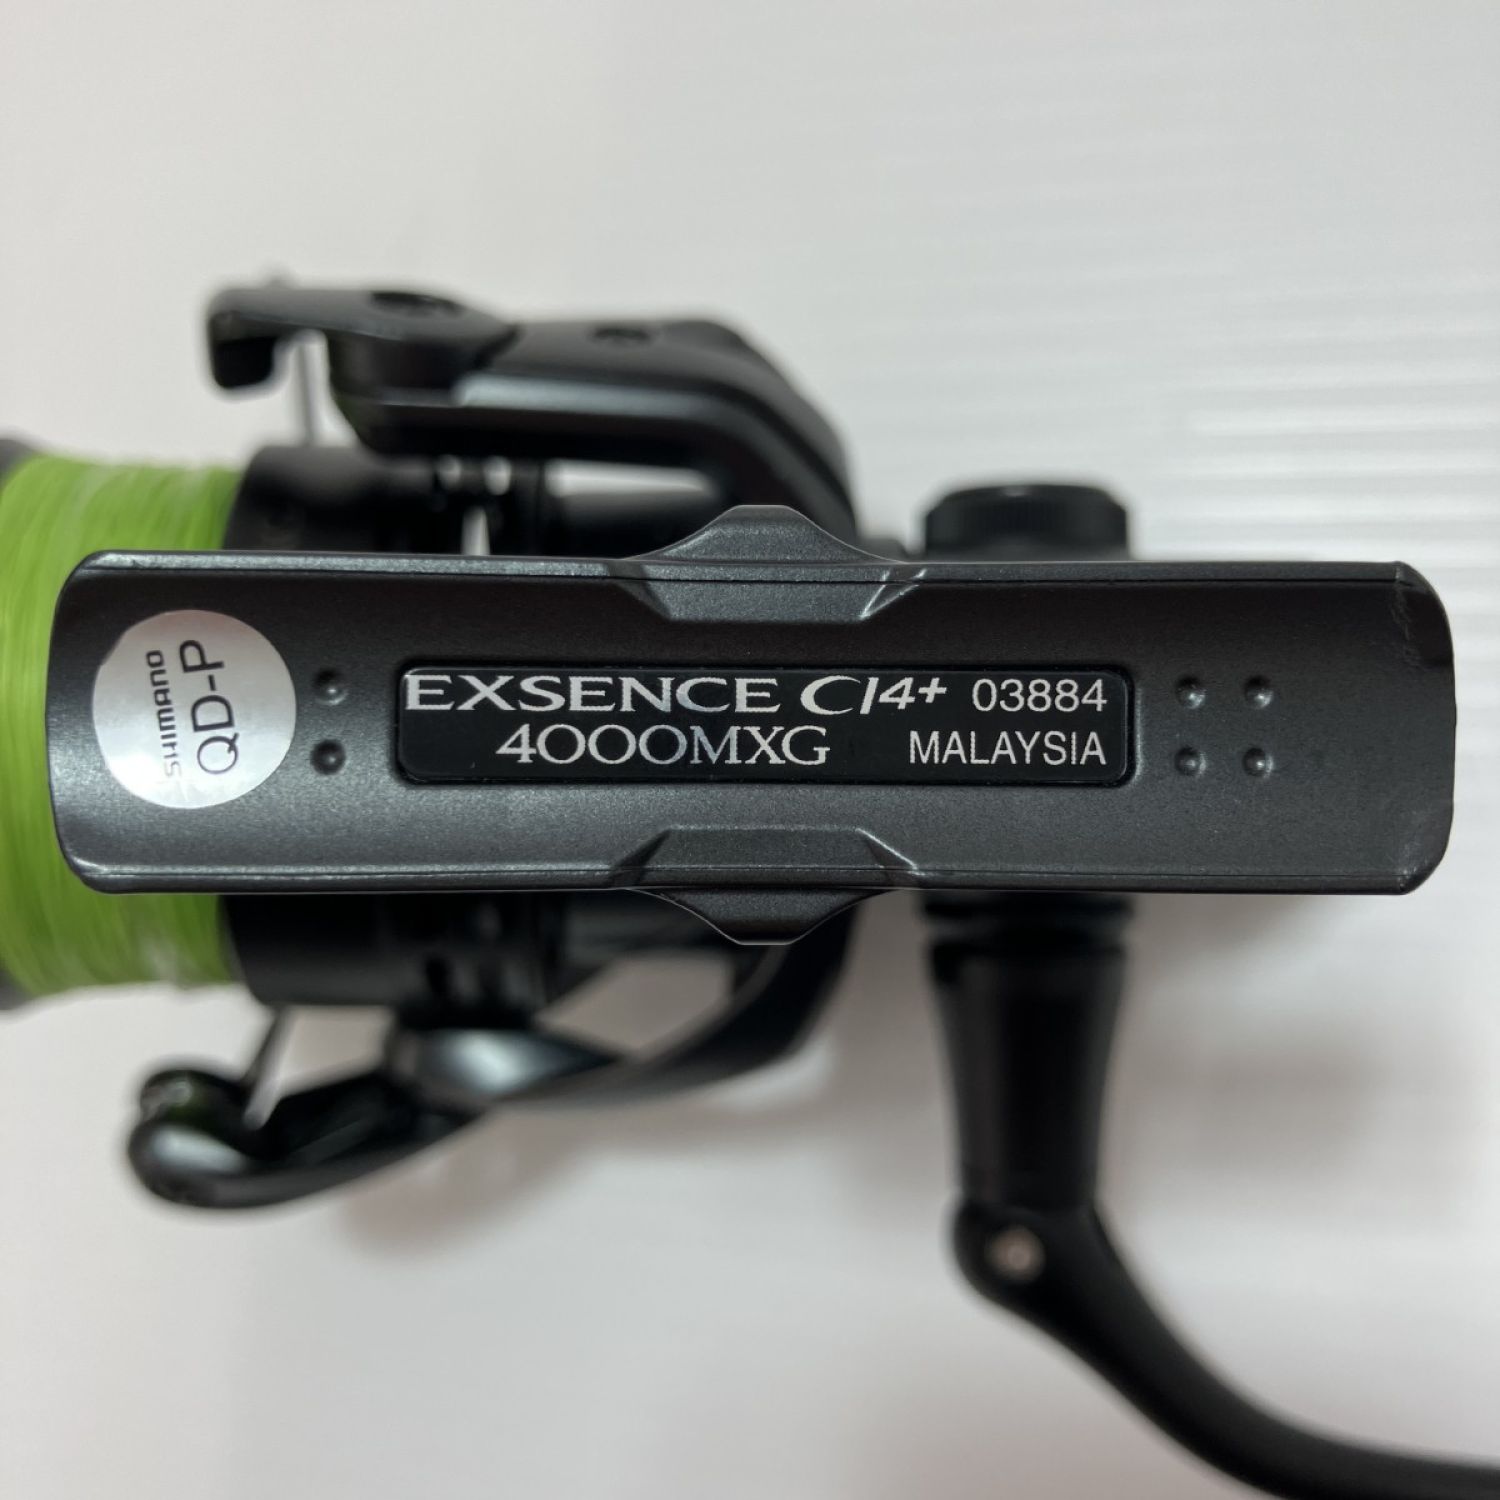 SHIMANO
QD-P
EXSENCE CI4+ 03884
4000MXG MALAYSIA